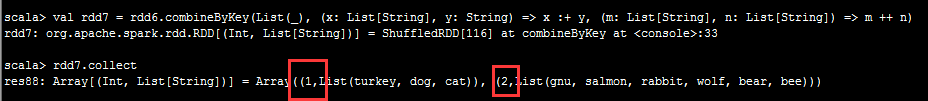 scala> val rdd7 = rdd6.combineByKey(List(_), (x: List[String], y: String) => x :+ y, (m: List[String], n: List[String]) => m ++ n)
rdd7: org.apache.spark.rdd.RDD[(Int, List[String])] = ShuffledRDD[116] at combineByKey at <console>:33
scala> rdd7.collect
res88: Array[(Int, List[String])] = Array((1,List(turkey, dog, cat)), (2,List(gnu, salmon, rabbit, wolf, bear, bee)))